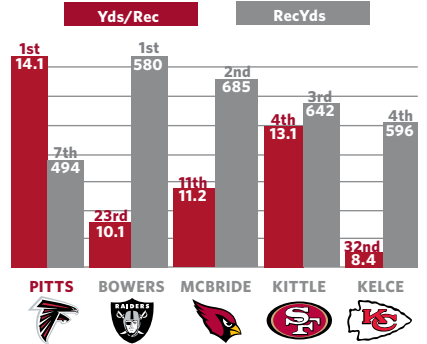 Yds/Rec RecYds
1st 1st
14.1 580
2nd
685
3rd
4th 642 4th
13.1 596
7th
494
11th
11.2
23rd
10.1
32nd
8.4
PITTS BOWERS MCBRIDE KITTLE KELCE
RAIDERS
SF
KC